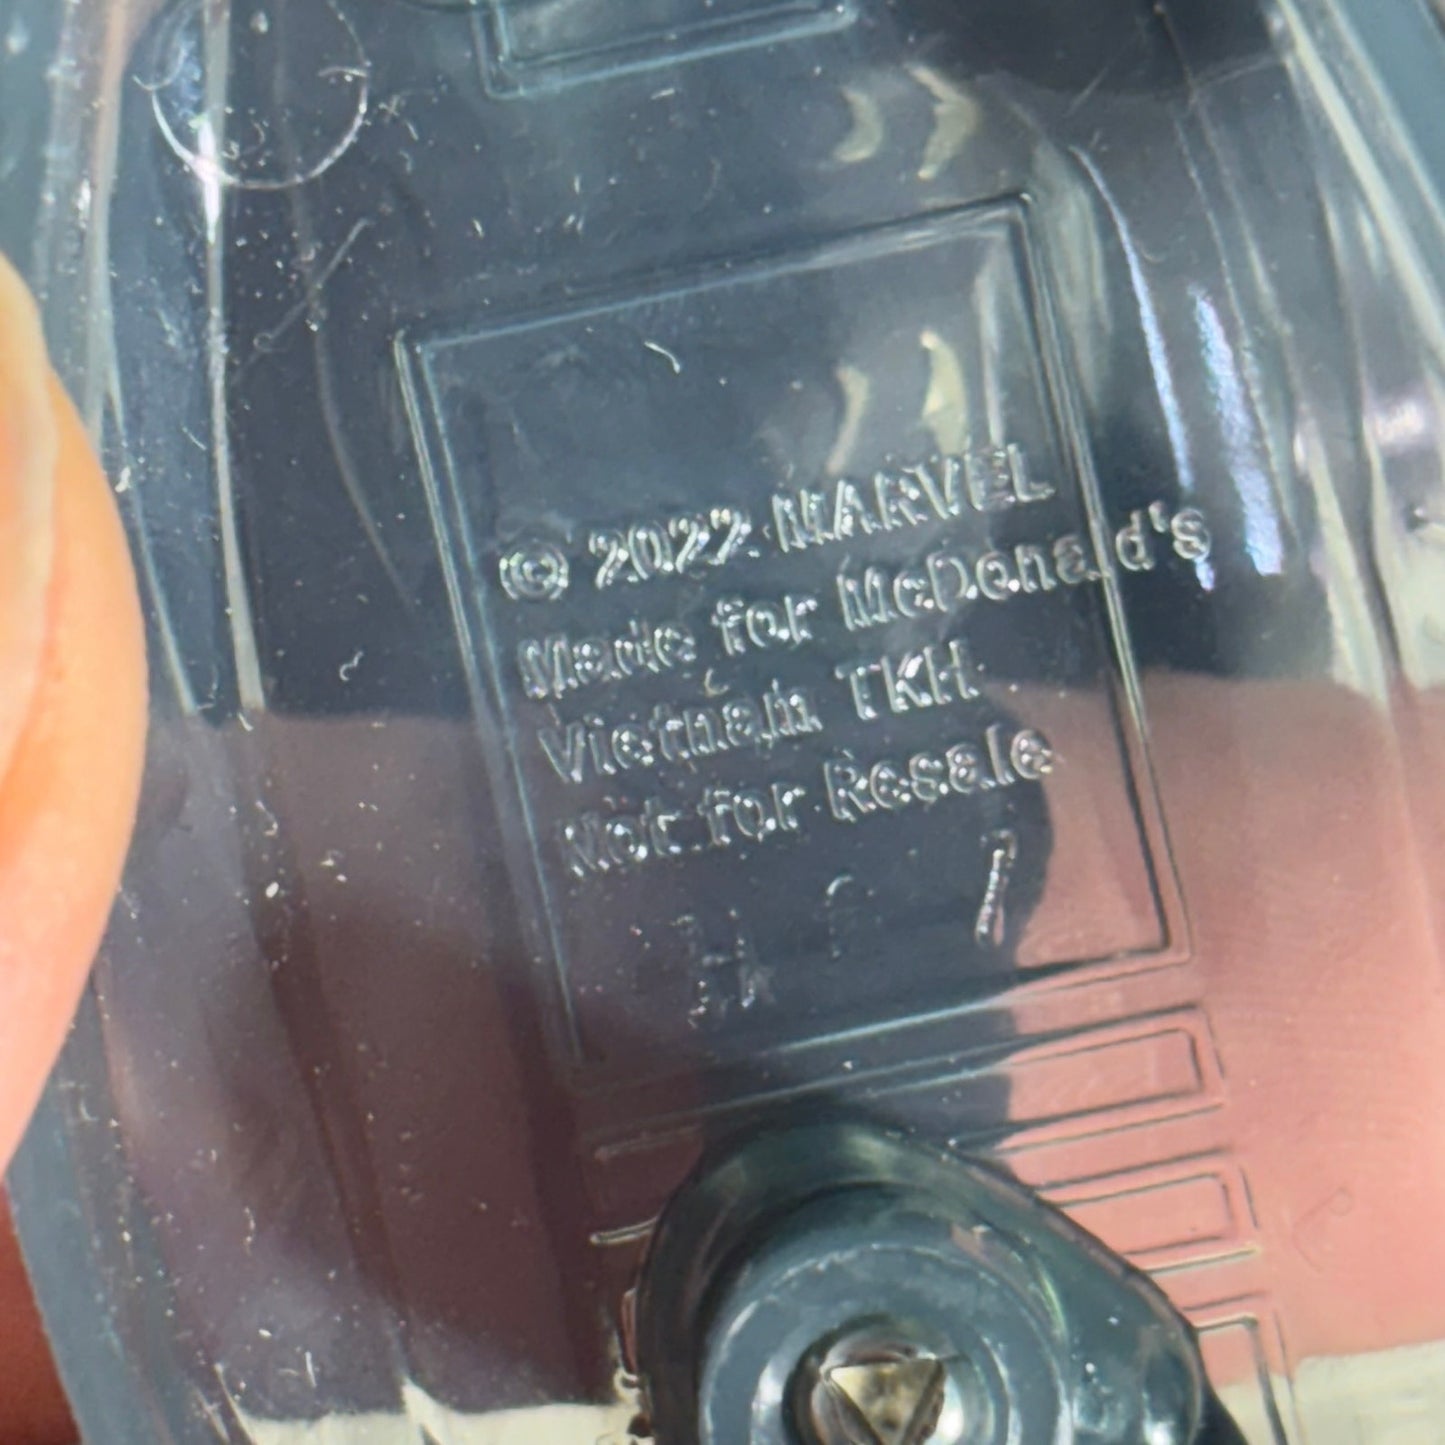 © 2022 MARVEL
Made for McDonald's
Vietnam TKH
Not for Resale